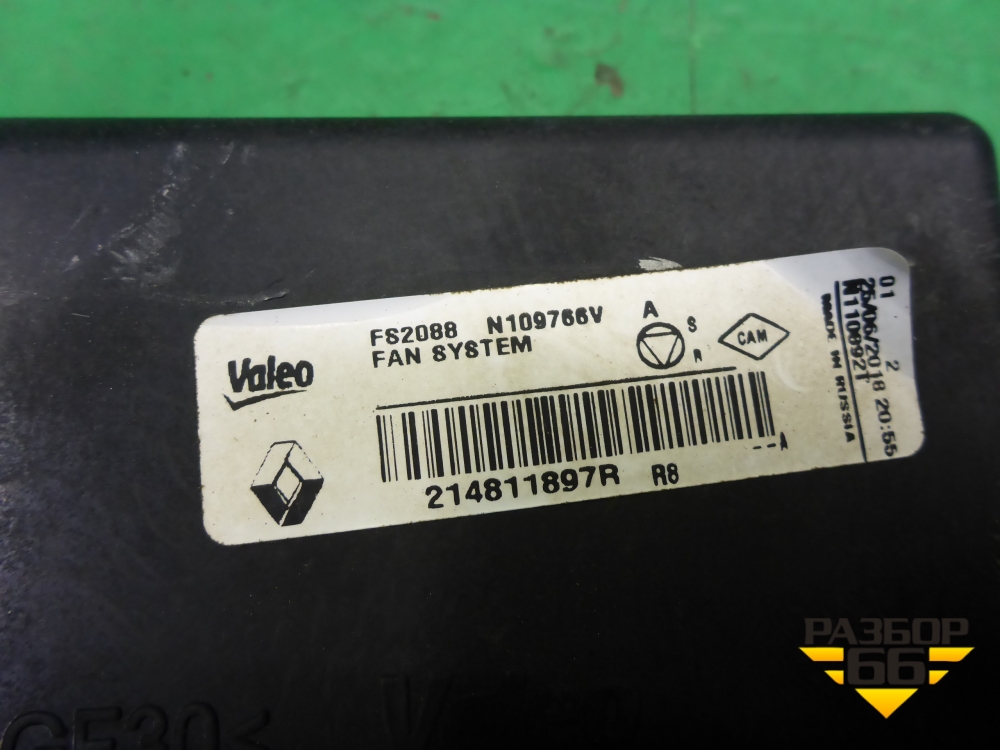 FS2088 N109766V
FAN SYSTEM
Valeo
A
S
R
CAM
214811897R R8
--A
01 2
25/06/2018 20:55
N110892T
MADE IN RUSSIA
GF30<
РАЗБОР
66